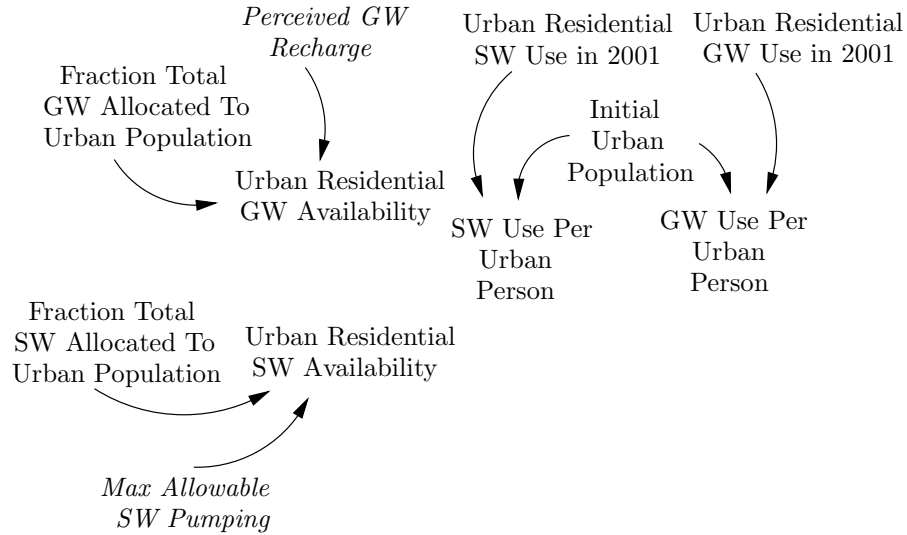 Perceived GW
Recharge
Urban Residential
SW Use in 2001
Urban Residential
GW Use in 2001
Fraction Total
GW Allocated To
Urban Population
Initial
Urban
Population
Urban Residential
GW Availability
SW Use Per
Urban
Person
GW Use Per
Urban
Person
Fraction Total
SW Allocated To
Urban Population
Urban Residential
SW Availability
Max Allowable
SW Pumping